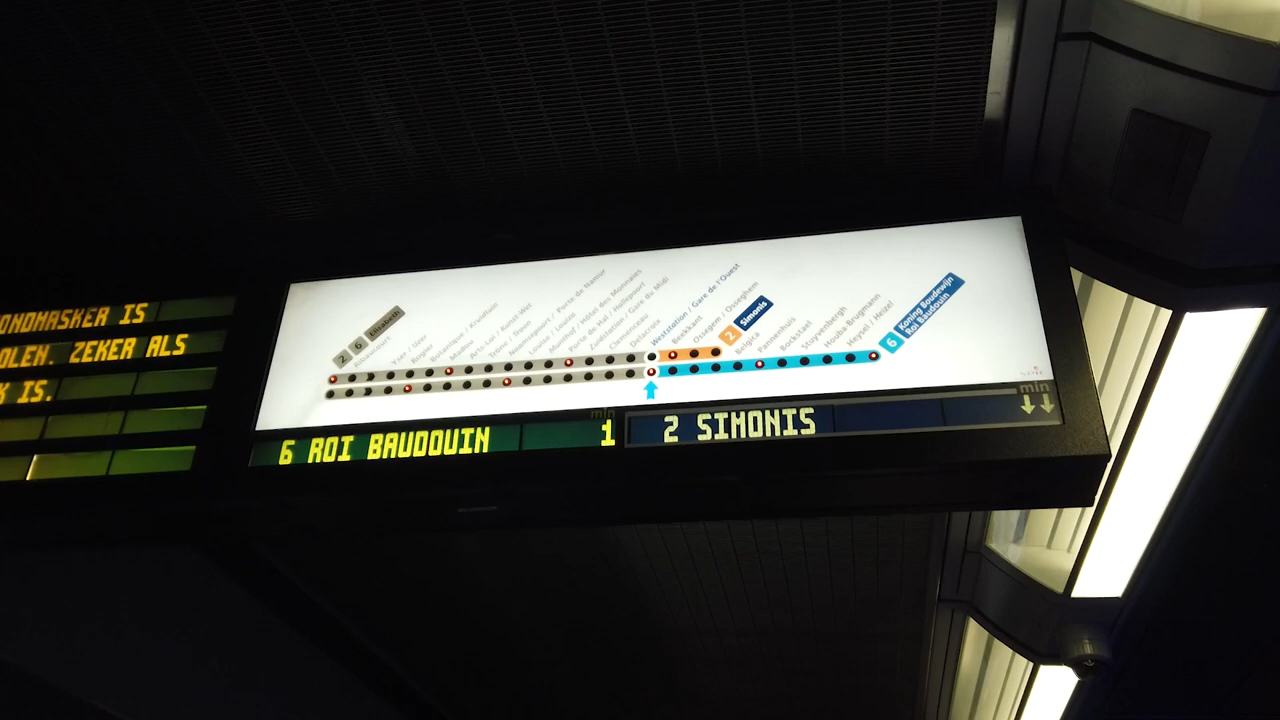 ONDMASKER IS
OLEN. ZEKER ALS
K IS.
2 6 Elisabeth
Ribaucourt
Yser / IJzer
Rogier
Botanique / Kruidtuin
Madou
Arts-Loi / Kunst-Wet
Trône / Troon
Naamsepoort / Porte de Namur
Louise / Louiza
Munthof / Hôtel des Monnaies
Porte de Hal / Hallepoort
Zuidstation / Gare du Midi
Clemenceau
Delacroix
Weststation / Gare de l'Ouest
Beekkant
Ossegem / Osseghem
2 Simonis
Belgica
Pannenhuis
Bockstael
Stuyvenbergh
Houba-Brugmann
Heysel / Heizel
6 Koning Boudewijn
Roi Baudouin
min
6 ROI BAUDOUIN 1
min
2 SIMONIS ↓↓